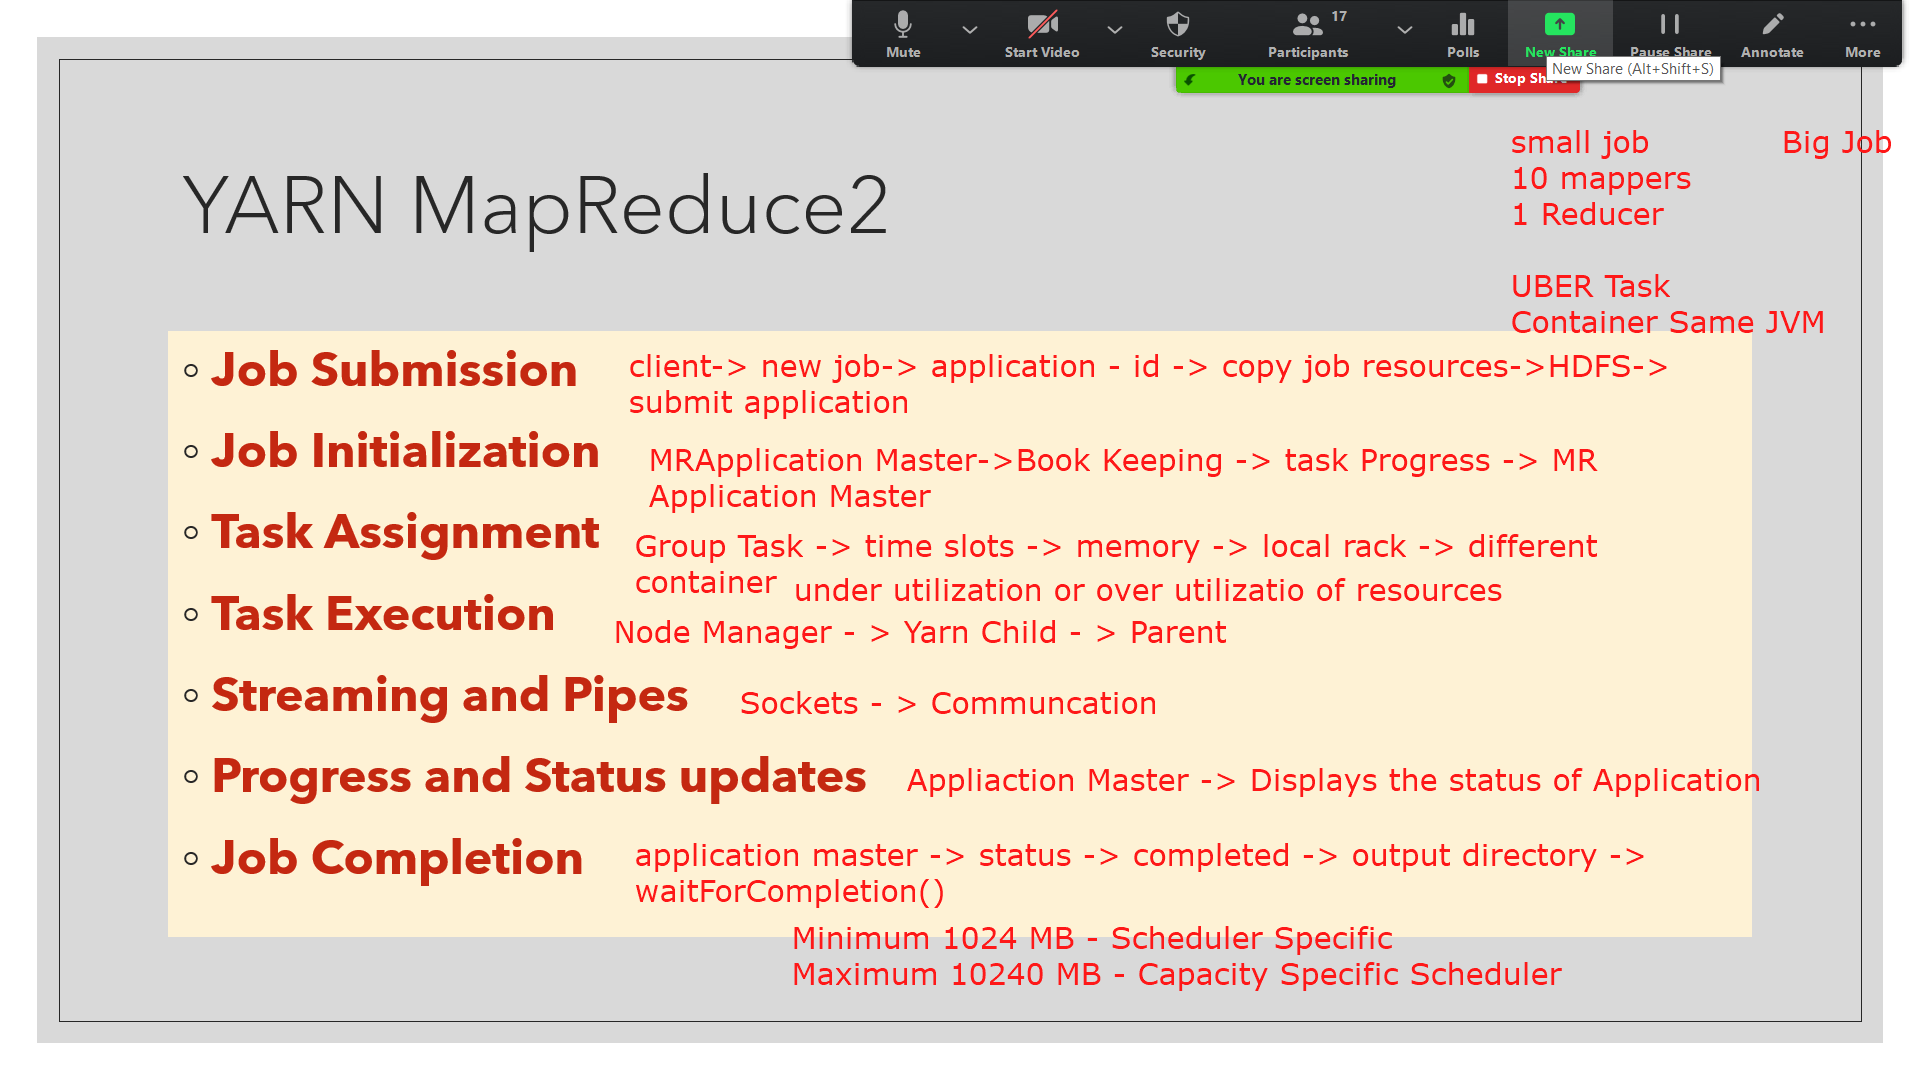 Mute
Start Video
Security
Participants
17
Polls
New Share
Pause Share
Annotate
More
New Share (Alt+Shift+S)
You are screen sharing
Stop Share
small job
Big Job
10 mappers
1 Reducer
UBER Task
Container Same JVM
YARN MapReduce2
Job Submission
client-> new job-> application - id -> copy job resources->HDFS->
submit application
Job Initialization
MRApplication Master->Book Keeping -> task Progress -> MR
Application Master
Task Assignment
Group Task -> time slots -> memory -> local rack -> different
container
under utilization or over utilizatio of resources
Task Execution
Node Manager - > Yarn Child - > Parent
Streaming and Pipes
Sockets - > Communcation
Progress and Status updates
Appliaction Master -> Displays the status of Application
Job Completion
application master -> status -> completed -> output directory ->
waitForCompletion()
Minimum 1024 MB - Scheduler Specific
Maximum 10240 MB - Capacity Specific Scheduler